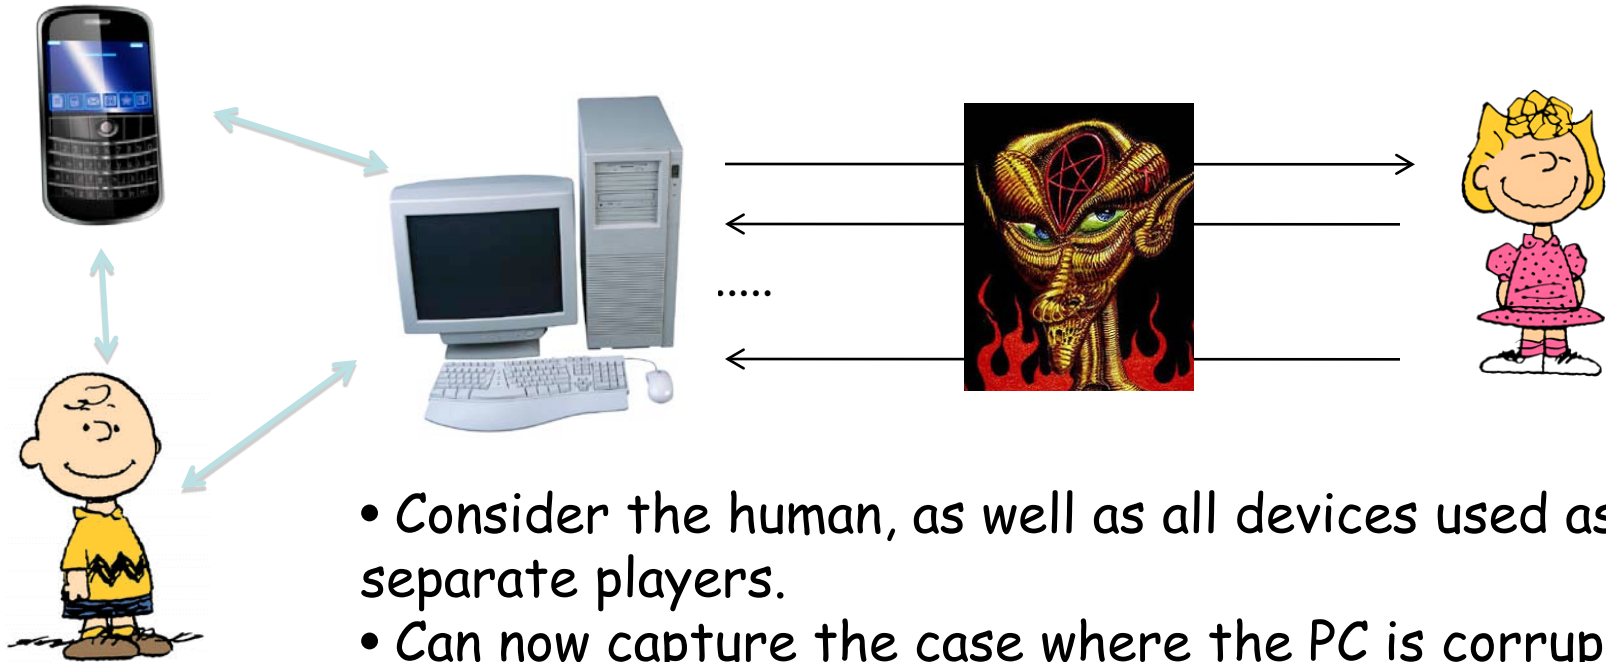 .....
• Consider the human, as well as all devices used as
separate players.
• Can now capture the case where the PC is corrup